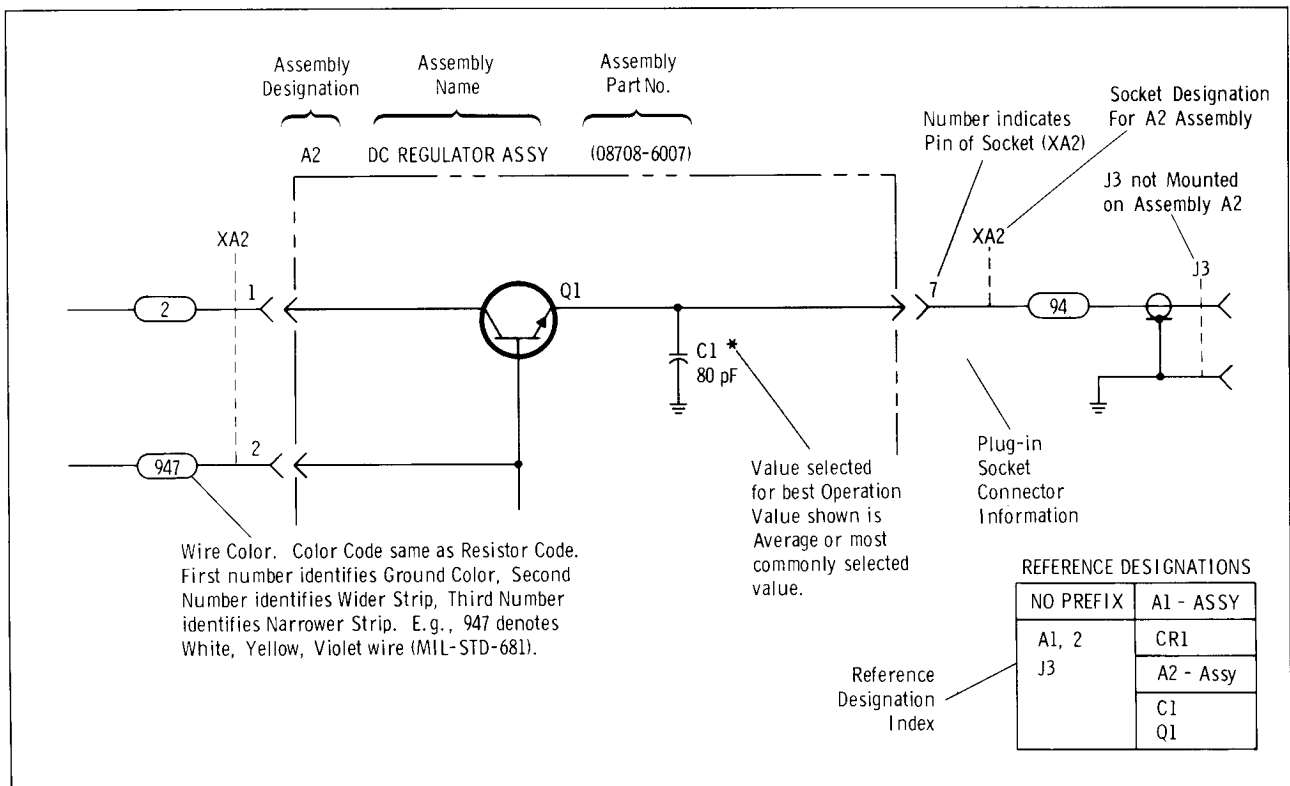 Assembly
Designation
Assembly
Name
Assembly
Part No.
A2
DC REGULATOR ASSY
(08708-6007)
Number indicates
Pin of Socket (XA2)
Socket Designation
For A2 Assembly
J3 not Mounted
on Assembly A2
XA2
XA2
J3
2
1
Q1
7
94
C1 *
80 pF
947
2
Wire Color. Color Code same as Resistor Code.
First number identifies Ground Color, Second
Number identifies Wider Strip, Third Number
identifies Narrower Strip. E.g., 947 denotes
White, Yellow, Violet wire (MIL-STD-681).
Value selected
for best Operation
Value shown is
Average or most
commonly selected
value.
Plug-in
Socket
Connector
Information
Reference
Designation
Index
REFERENCE DESIGNATIONS
NO PREFIX
A1 - ASSY
A1, 2
J3
CR1
A2 - Assy
C1
Q1